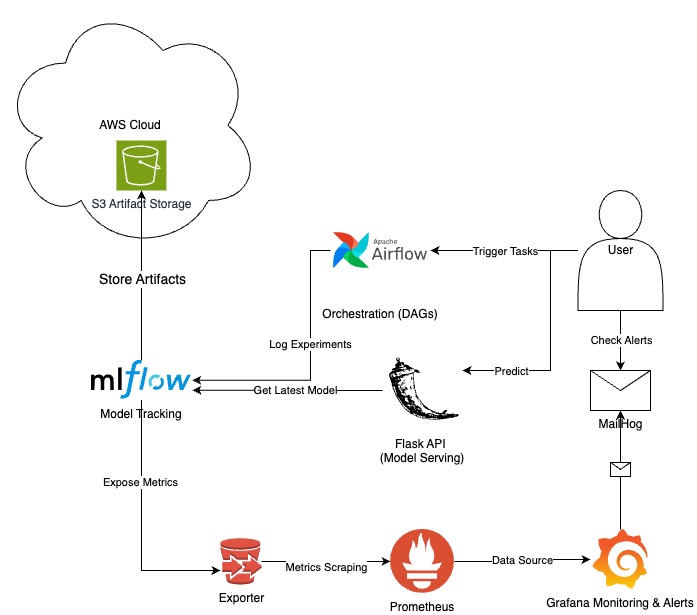 AWS Cloud
S3 Artifact Storage
Store Artifacts
Apache
Airflow
Trigger Tasks
User
Orchestration (DAGs)
Log Experiments
Check Alerts
mlflow
Get Latest Model
Predict
Model Tracking
MailHog
Flask API
(Model Serving)
Expose Metrics
Metrics Scraping
Data Source
Exporter
Prometheus
Grafana Monitoring & Alerts